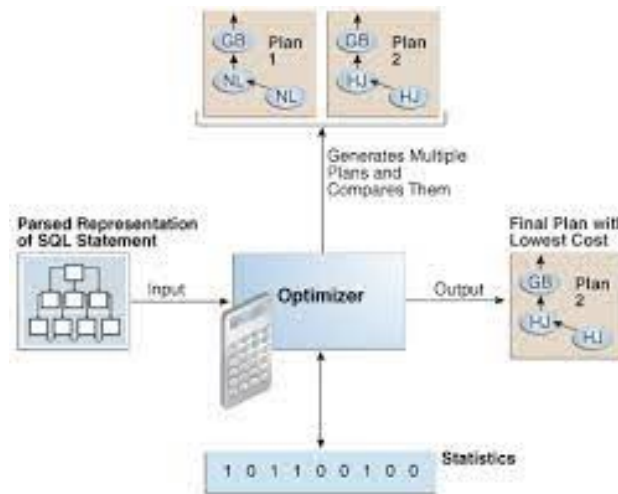 GB Plan
1
NL
NL
GB Plan
2
HJ
HJ
Generates Multiple
Plans and
Compares Them
Parsed Representation
of SQL Statement
Input
Optimizer
Output
Final Plan with
Lowest Cost
GB Plan
2
HJ
HJ
Statistics
1 0 1 1 0 0 1 0 0